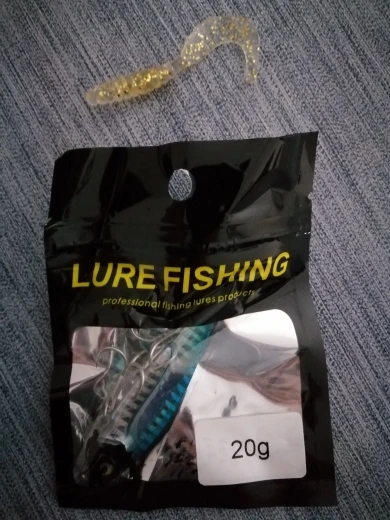 LURE FISHING
professional fishing lures products
20g